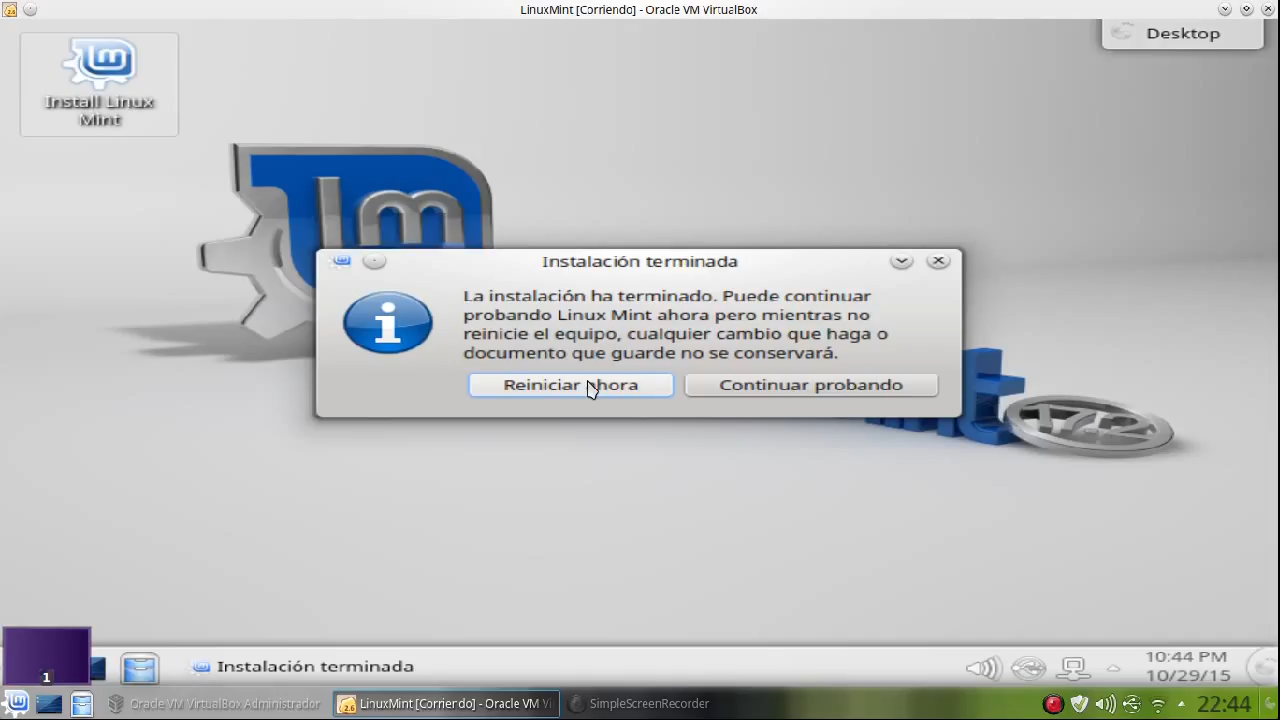 LinuxMint [Corriendo] - Oracle VM VirtualBox
Desktop
Install Linux
Mint
lm
Instalación terminada
La instalación ha terminado. Puede continuar
probando Linux Mint ahora pero mientras no
reinicie el equipo, cualquier cambio que haga o
documento que guarde no se conservará.
Reiniciar ahora
Continuar probando
17.2
1
Instalación terminada
10:44 PM
10/29/15
Oracle VM VirtualBox Administrador
LinuxMint [Corriendo] - Oracle VM Vi
SimpleScreenRecorder
22:44